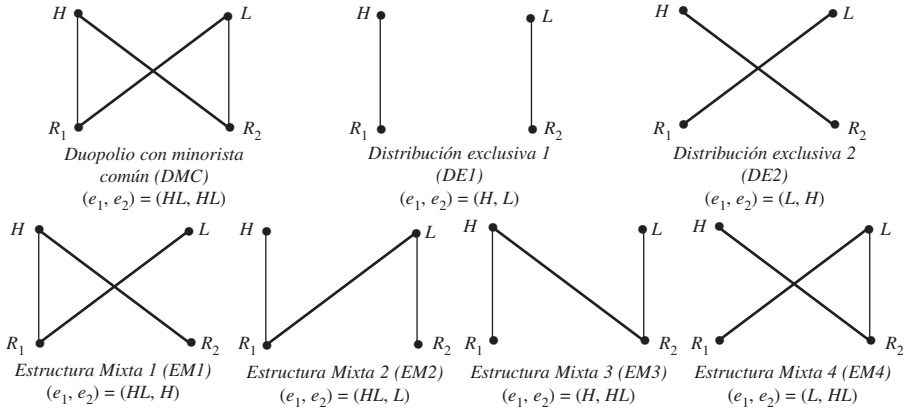 H L H L H L
R1 R2 R1 R2 R1 R2
Duopolio con minorista
común (DMC)
(e1, e2) = (HL, HL)
Distribución exclusiva 1
(DE1)
(e1, e2) = (H, L)
Distribución exclusiva 2
(DE2)
(e1, e2) = (L, H)
H L H L H L H L
R1 R2 R1 R2 R1 R2 R1 R2
Estructura Mixta 1 (EM1)
(e1, e2) = (HL, H)
Estructura Mixta 2 (EM2)
(e1, e2) = (HL, L)
Estructura Mixta 3 (EM3)
(e1, e2) = (H, HL)
Estructura Mixta 4 (EM4)
(e1, e2) = (L, HL)